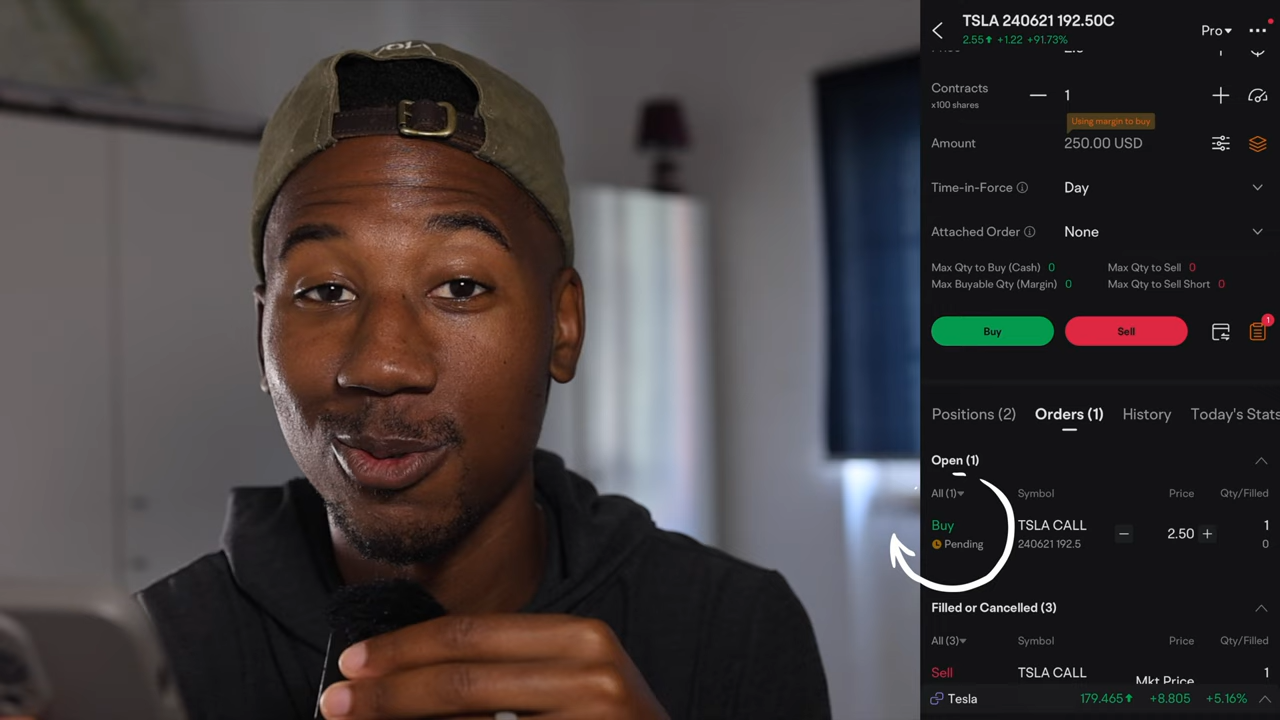 TSLA 240621 192.50C
2.55 +1.22 +91.73%
Pro
Contracts
x100 shares
1
Using margin to buy
Amount 250.00 USD
Time-in-Force Day
Attached Order None
Max Qty to Buy (Cash) 0 Max Qty to Sell 0
Max Buyable Qty (Margin) 0 Max Qty to Sell Short 0
Buy Sell
1
Positions (2) Orders (1) History Today's Stats
Open (1)
All (1) Symbol Price Qty/Filled
Buy TSLA CALL 2.50 1
Pending 240621 192.5 0
Filled or Cancelled (3)
All (3) Symbol Price Qty/Filled
Sell TSLA CALL Mkt Price 1
Tesla 179.465 +8.805 +5.16%